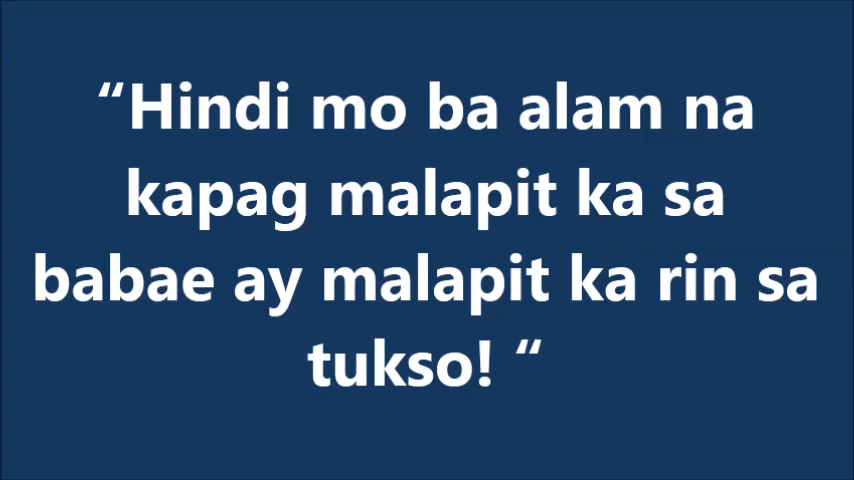 “Hindi mo ba alam na
kapag malapit ka sa
babae ay malapit ka rin sa
tukso! “